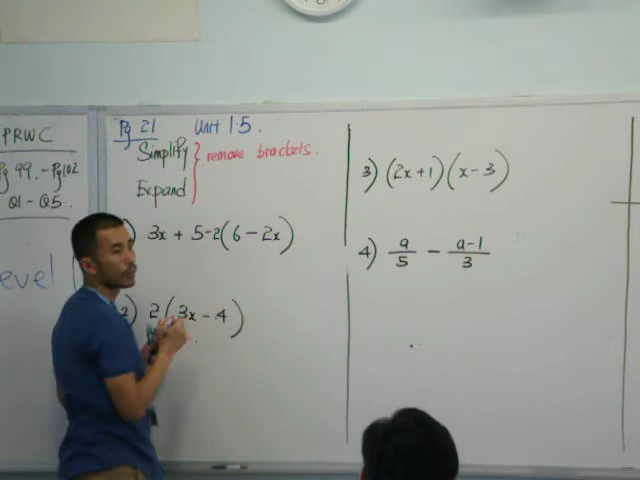 PRWC
Pg 99. - Pg 102
Q1 - Q5.
evel 1
Pg 21 Unit 1.5.
Simplify } remove brackets.
Expand
) 3x + 5-2(6 - 2x)
2) 2(3x - 4)
3) (2x+1)(x-3)
4) a/5 - a-1/3